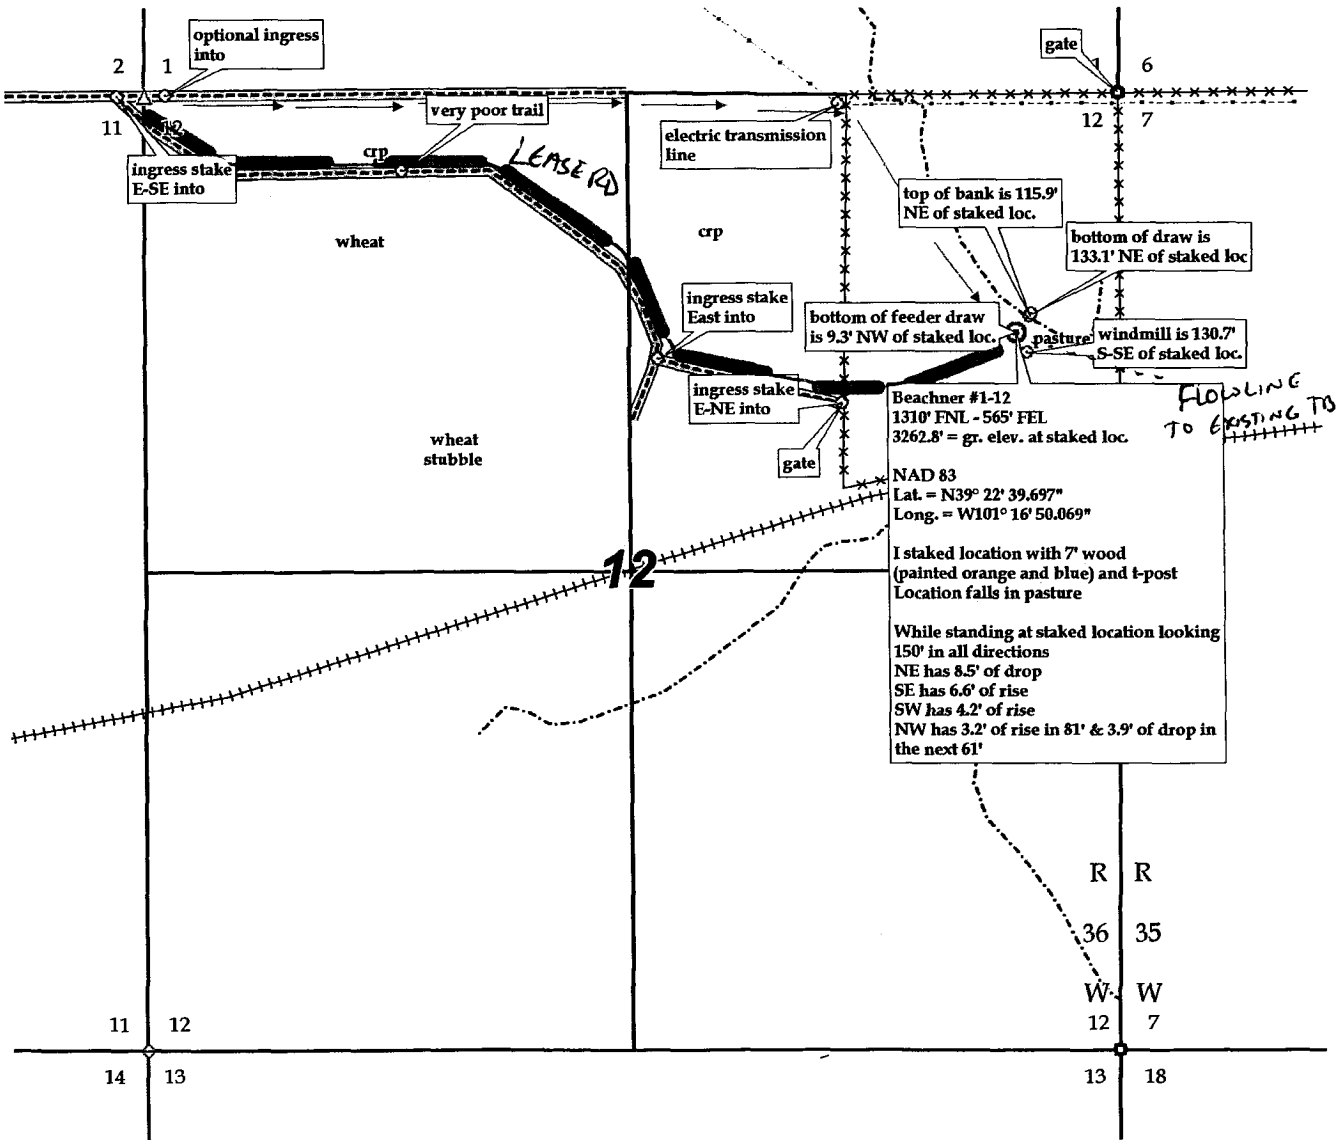 optional ingress
into
gate
2
1
1
6
11
12
12
7
very poor trail
electric transmission
line
crp
LEASE RD
ingress stake
E-SE into
top of bank is 115.9'
NE of staked loc.
wheat
crp
bottom of draw is
133.1' NE of staked loc
ingress stake
East into
bottom of feeder draw
is 9.3' NW of staked loc.
pasture
windmill is 130.7'
S-SE of staked loc.
ingress stake
E-NE into
FLOWLINE
TO EXISTING TB
gate
wheat
stubble
Beachner #1-12
1310' FNL - 565' FEL
3262.8' = gr. elev. at staked loc.
NAD 83
Lat. = N39° 22' 39.697"
Long. = W101° 16' 50.069"
I staked location with 7' wood
(painted orange and blue) and t-post
Location falls in pasture
While standing at staked location looking
150' in all directions
NE has 8.5' of drop
SE has 6.6' of rise
SW has 4.2' of rise
NW has 3.2' of rise in 81' & 3.9' of drop in
the next 61'
12
R R
36 35
W W
11 12
12 7
14 13
13 18